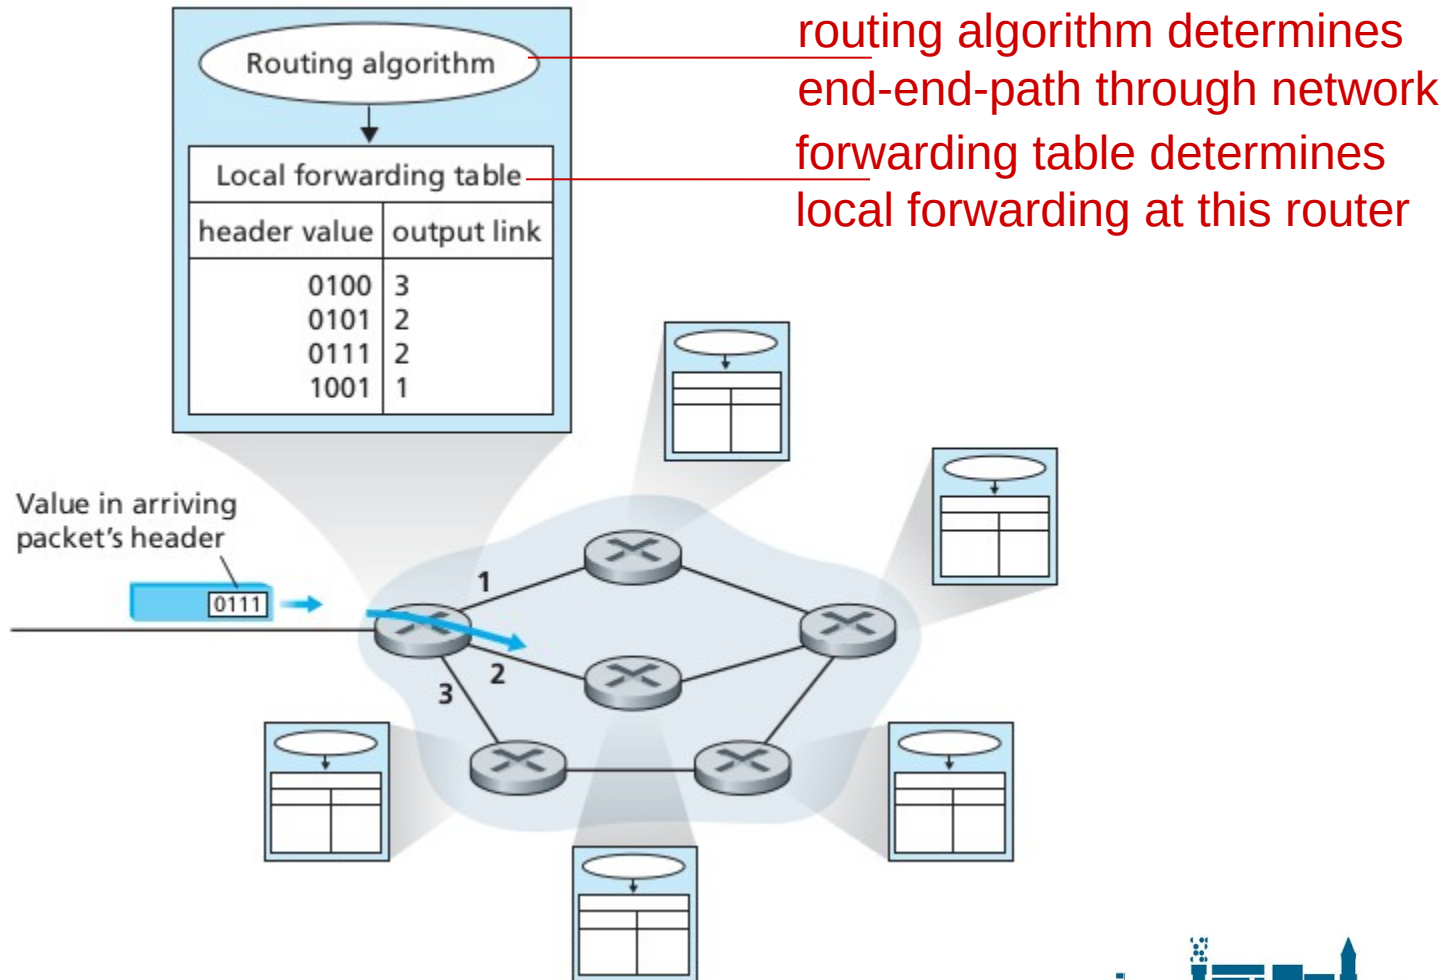 routing algorithm determines
end-end-path through network
forwarding table determines
local forwarding at this router
Routing algorithm
Local forwarding table
header value output link
0100 3
0101 2
0111 2
1001 1
Value in arriving
packet's header
0111
1
2
3